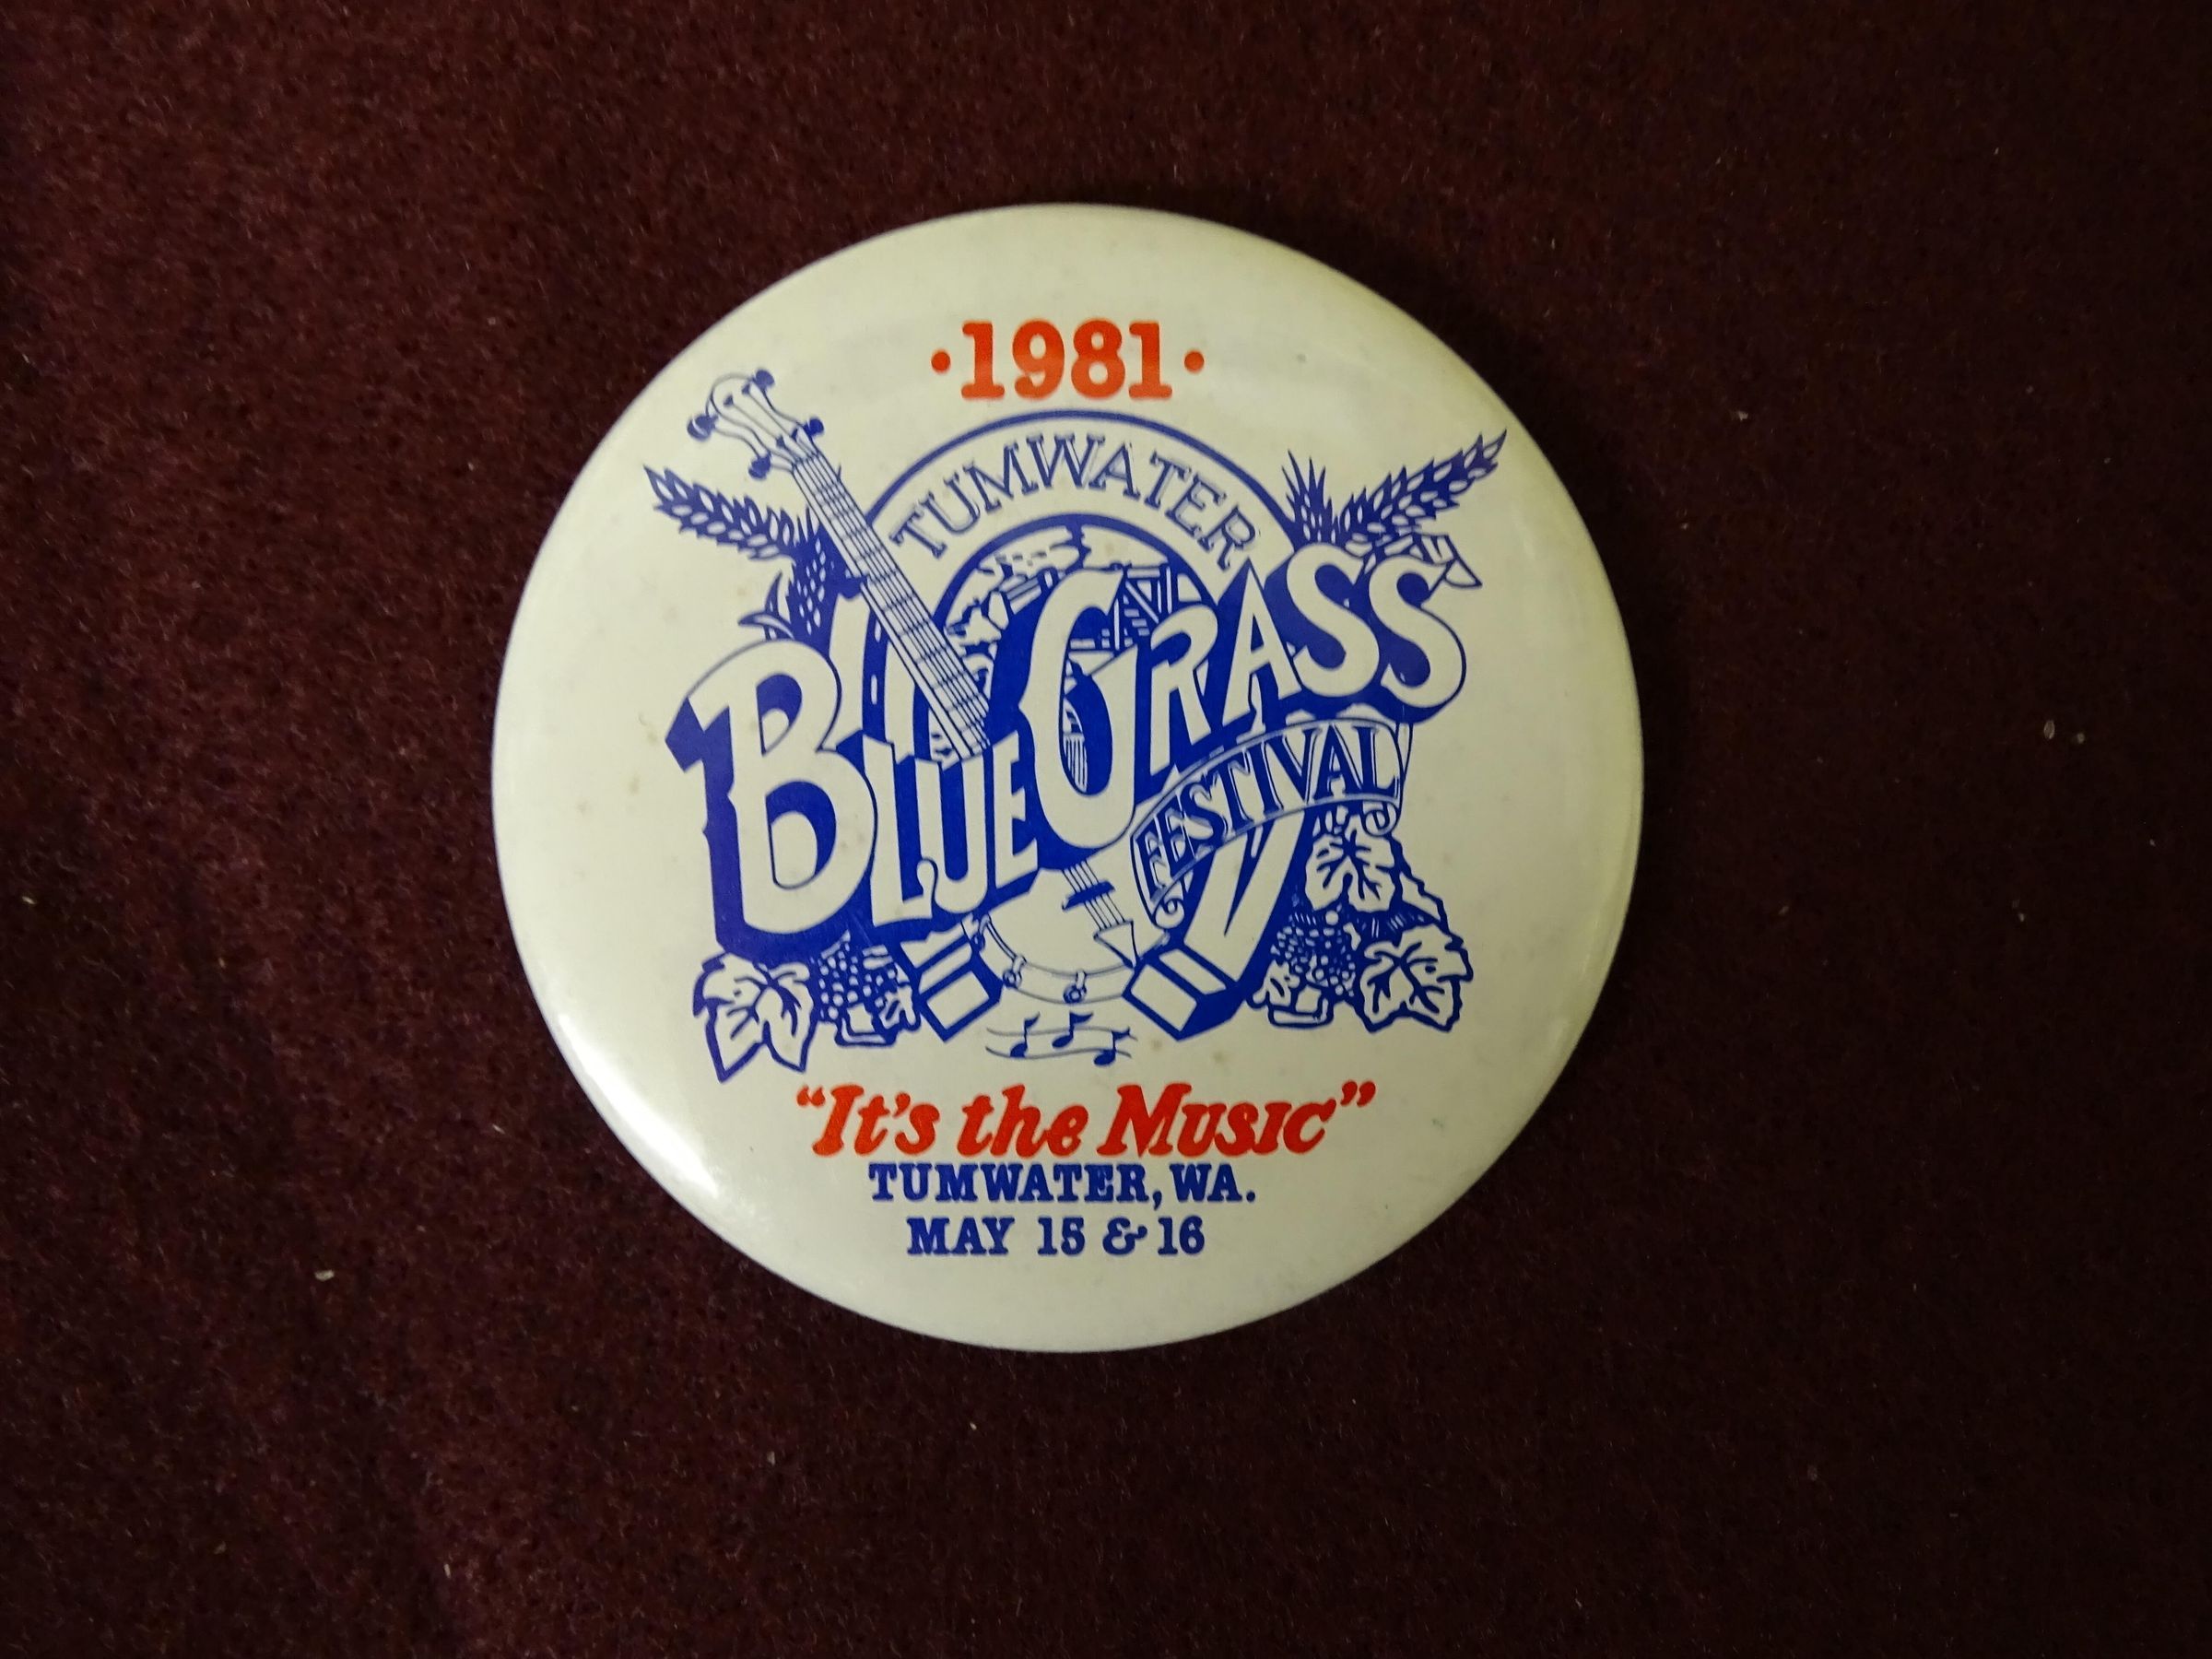 ·1981·
TUMWATER
BLUEGRASS
FESTIVAL
"It's the Music"
TUMWATER, WA.
MAY 15 & 16